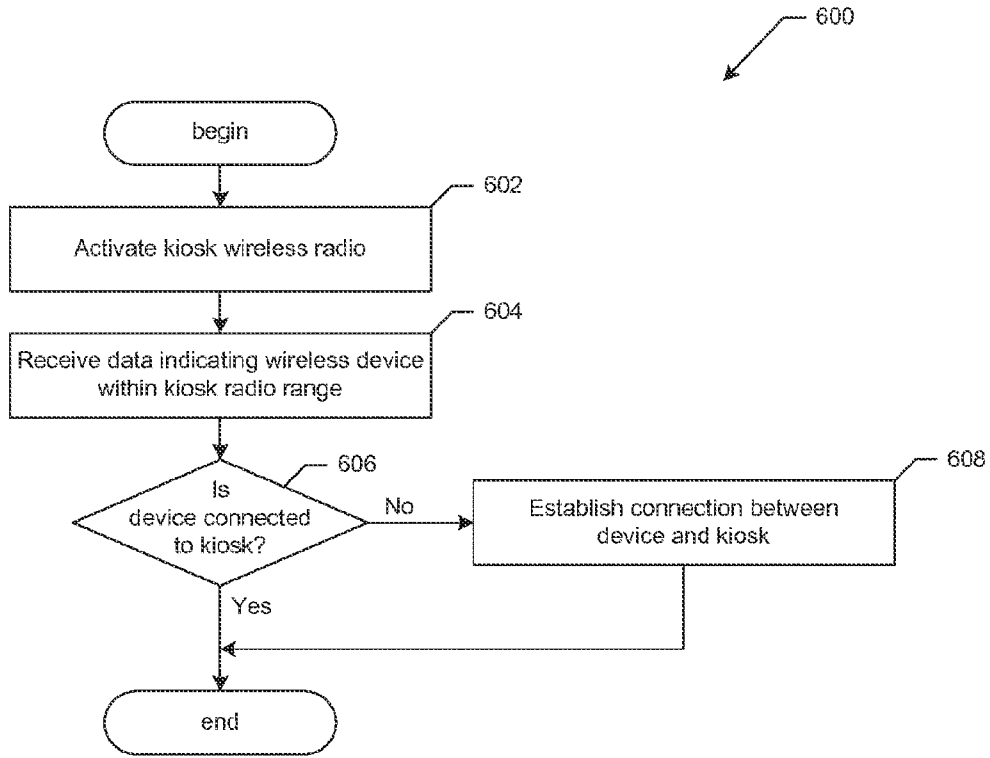 600
begin
602
Activate kiosk wireless radio
604
Receive data indicating wireless device
within kiosk radio range
606
Is
device connected
to kiosk?
No
608
Establish connection between
device and kiosk
Yes
end